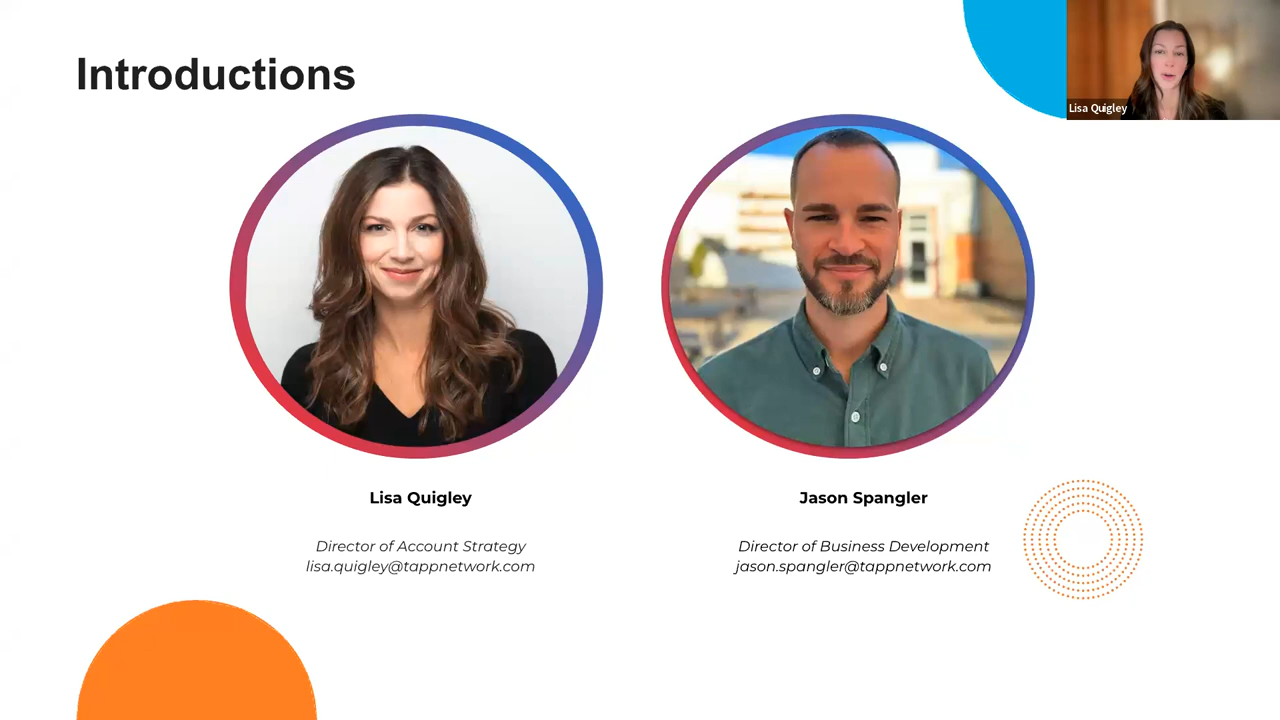 Introductions
Lisa Quigley
Lisa Quigley
Director of Account Strategy
lisa.quigley@tappnetwork.com
Jason Spangler
Director of Business Development
jason.spangler@tappnetwork.com